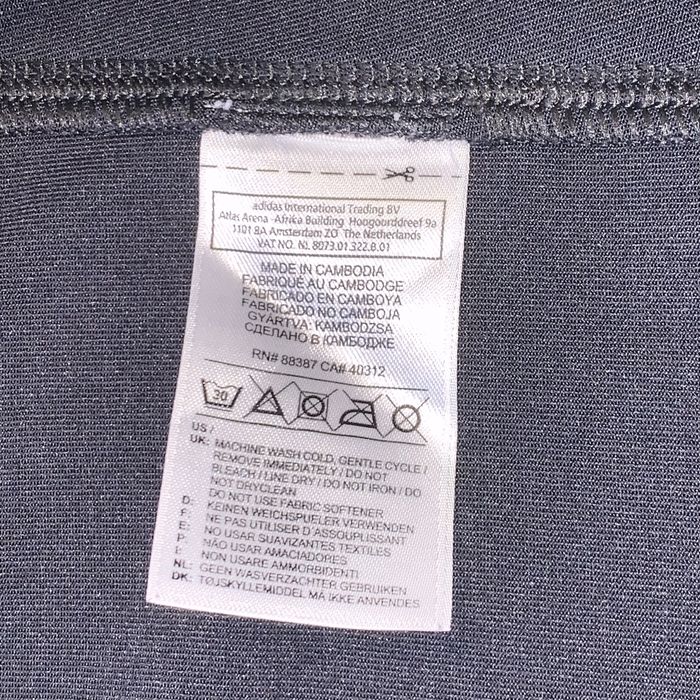 adidas International Trading BV
Atlas Arena -Africa Building Hoogoorddreef 9a
1101 BA Amsterdam ZO The Netherlands
VAT NO. NL 8073.01.322.B.01
MADE IN CAMBODIA
FABRIQUÉ AU CAMBODGE
FABRICADO EN CAMBOYA
FABRICADO NO CAMBOJA
GYÁRTVA: KAMBODZSA
СДЕЛАНО В КАМБОДЖЕ
RN# 88387 CA# 40312
30
US /
UK: MACHINE WASH COLD, GENTLE CYCLE /
REMOVE IMMEDIATELY / DO NOT
BLEACH / LINE DRY / DO NOT IRON / DO
NOT DRYCLEAN
DO NOT USE FABRIC SOFTENER
D: KEINEN WEICHSPUELER VERWENDEN
F: NE PAS UTILISER D'ASSOUPLISSANT
E: NO USAR SUAVIZANTES TEXTILES
P: NÃO USAR AMACIADORES
I: NON USARE AMMORBIDENTI
NL: GEEN WASVERZACHTER GEBRUIKEN
DK: TØJSKYLLEMIDDEL MÅ IKKE ANVENDES